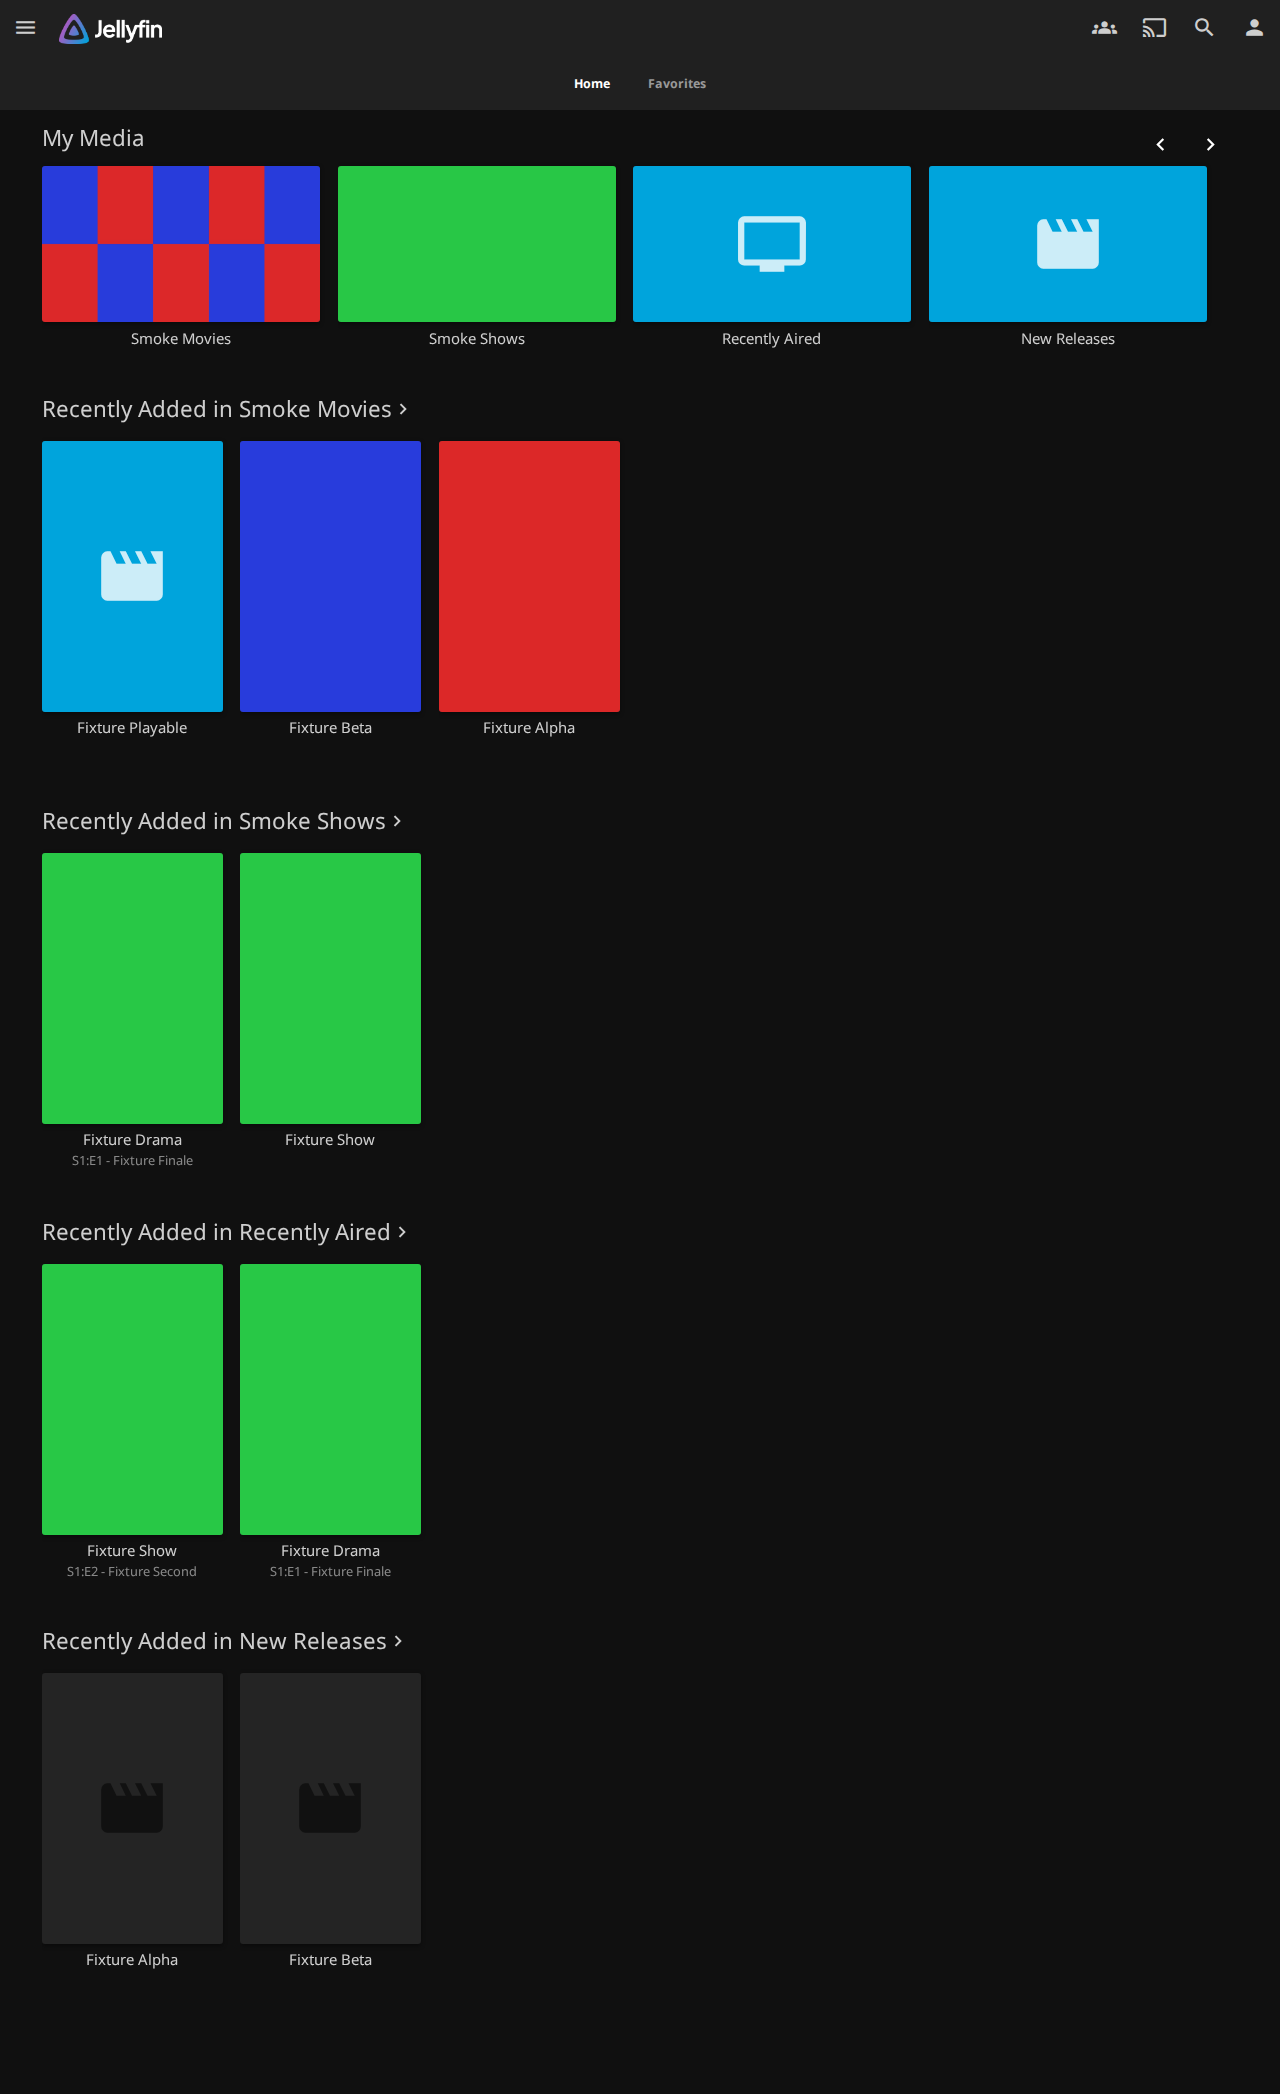 Jellyfin
Home Favorites
My Media
Smoke Movies Smoke Shows Recently Aired New Releases
Recently Added in Smoke Movies
Fixture Playable Fixture Beta Fixture Alpha
Recently Added in Smoke Shows
Fixture Drama Fixture Show
S1:E1 - Fixture Finale
Recently Added in Recently Aired
Fixture Show Fixture Drama
S1:E2 - Fixture Second S1:E1 - Fixture Finale
Recently Added in New Releases
Fixture Alpha Fixture Beta